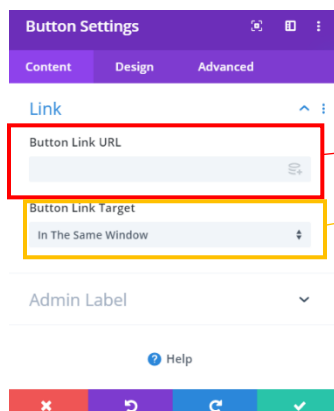 Button Settings
Content Design Advanced
Link
Button Link URL
Button Link Target
In The Same Window
Admin Label
Help